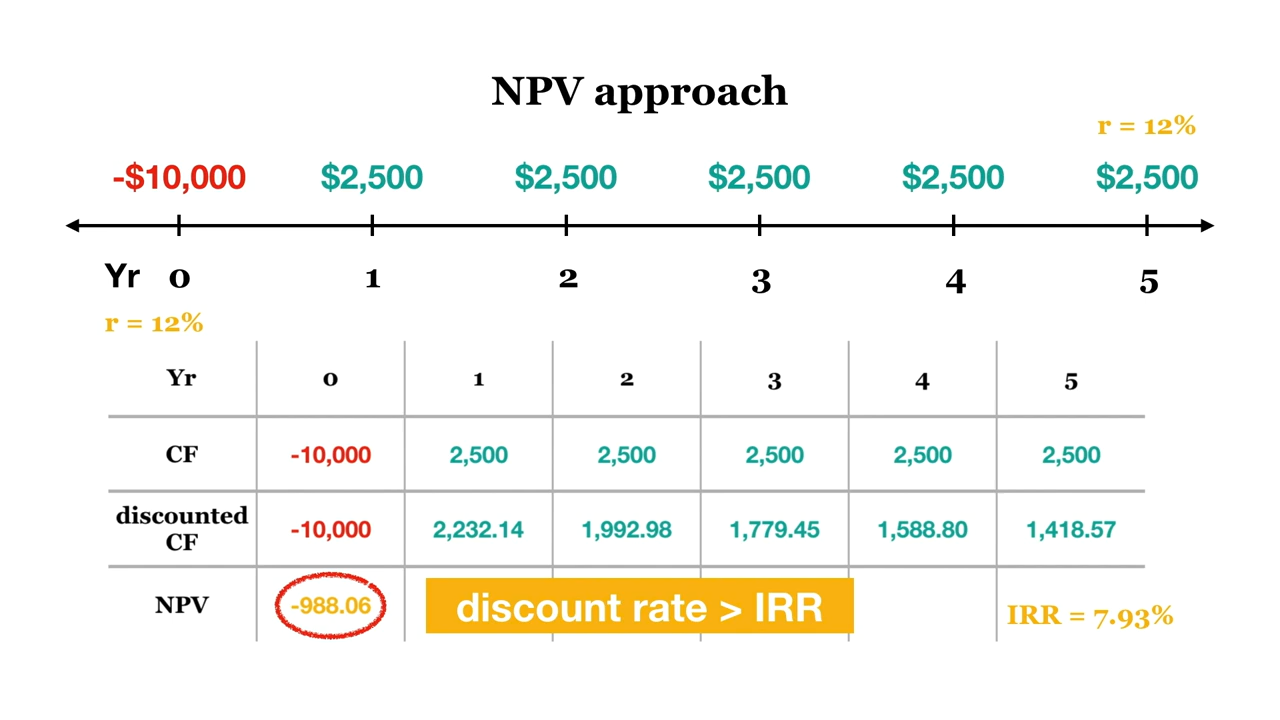 NPV approach
r = 12%
-$10,000 $2,500 $2,500 $2,500 $2,500 $2,500
Yr 0 1 2 3 4 5
r = 12%
Yr 0 1 2 3 4 5
CF -10,000 2,500 2,500 2,500 2,500 2,500
discounted
CF -10,000 2,232.14 1,992.98 1,779.45 1,588.80 1,418.57
NPV -988.06 discount rate > IRR IRR = 7.93%